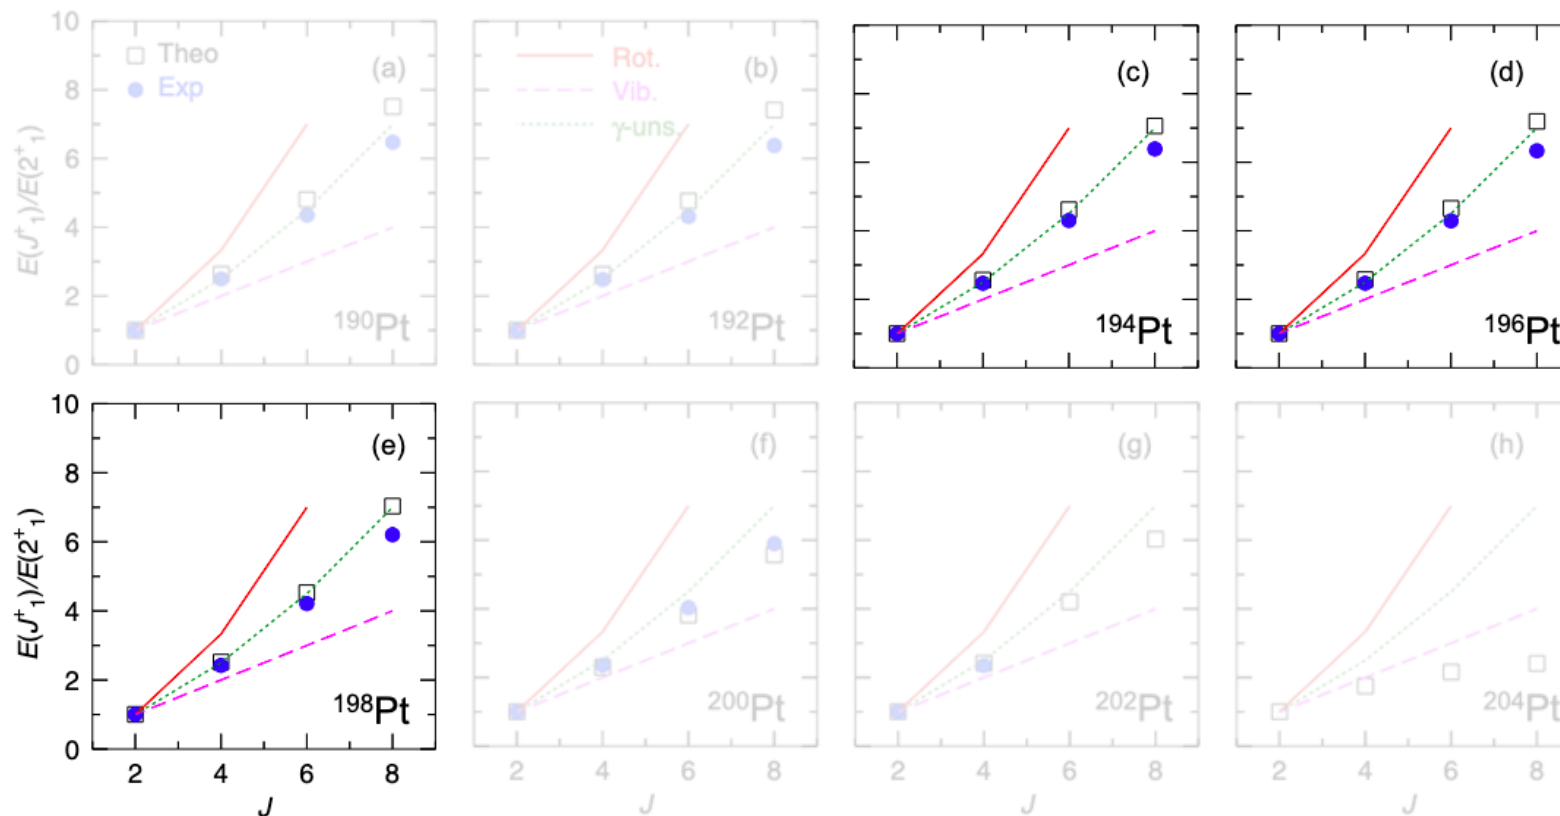 10
8
6
4
2
0
E(J⁺₁)/E(2⁺₁)
Theo
Exp
(a)
¹⁹⁰Pt
Rot.
Vib.
γ-uns.
(b)
¹⁹²Pt
(c)
¹⁹⁴Pt
(d)
¹⁹⁶Pt
10
8
6
4
2
0
E(J⁺₁)/E(2⁺₁)
(e)
¹⁹⁸Pt
2 4 6 8
J
(f)
²⁰⁰Pt
2 4 6 8
J
(g)
²⁰²Pt
2 4 6 8
J
(h)
²⁰⁴Pt
2 4 6 8
J